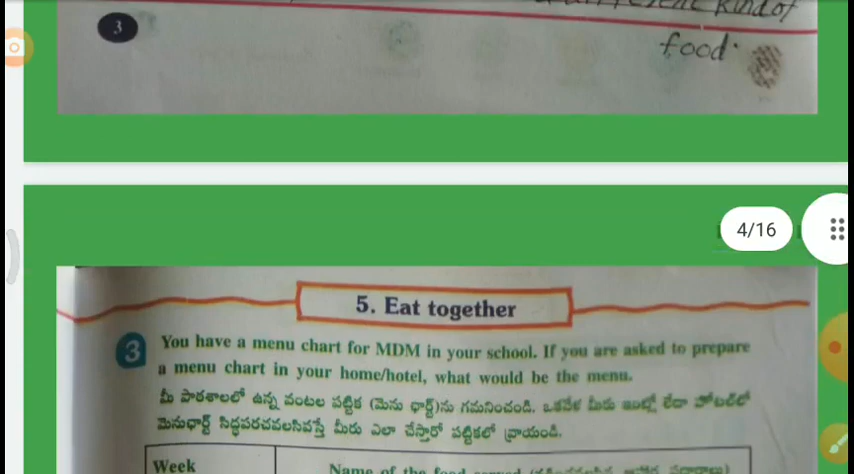 kind of
3
food.
4/16
5. Eat together
3 You have a menu chart for MDM in your school. If you are asked to prepare
a menu chart in your home/hotel, what would be the menu.
మీ పాఠశాలలో ఉన్న వంటల పట్టిక (మెను ఛార్ట్)ను గమనించండి. ఒకవేళ మీరు ఇంట్లో లేదా హోటల్‌లో
మెనుఛార్ట్ సిద్ధపరచవలసివస్తే మీరు ఎలా చేస్తారో పట్టికలో వ్రాయండి.
Week
Name of the food served